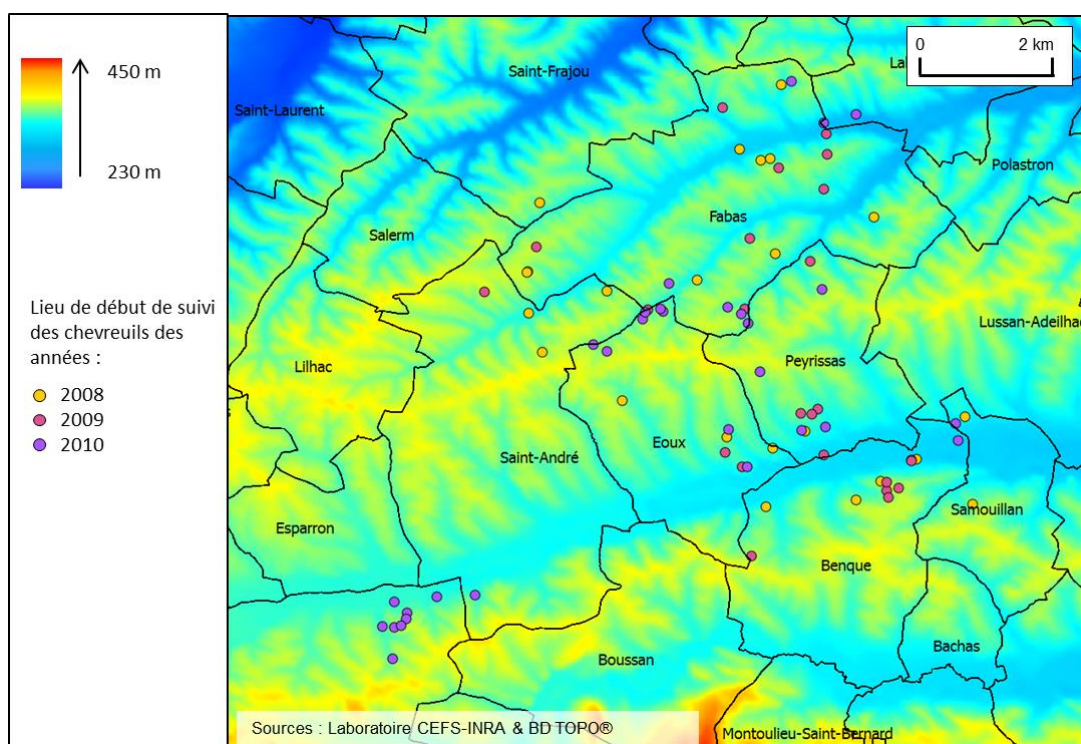 450 m
230 m
Lieu de début de suivi
des chevreuils des
années :
2008
2009
2010
0 2 km
Saint-Frajou
La
Saint-Laurent
Polastron
Fabas
Salerm
Lussan-Adeilhac
Peyrissas
Lilhac
Eoux
Saint-André
Samouillan
Esparron
Benque
Bachas
Boussan
Montoulieu-Saint-Bernard
Sources : Laboratoire CEFS-INRA & BD TOPO®